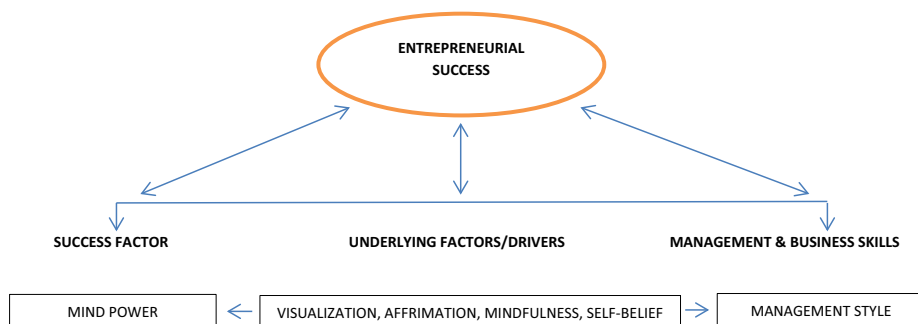 ENTREPRENEURIAL
SUCCESS
SUCCESS FACTOR
UNDERLYING FACTORS/DRIVERS
MANAGEMENT & BUSINESS SKILLS
MIND POWER
VISUALIZATION, AFFRIMATION, MINDFULNESS, SELF-BELIEF
MANAGEMENT STYLE